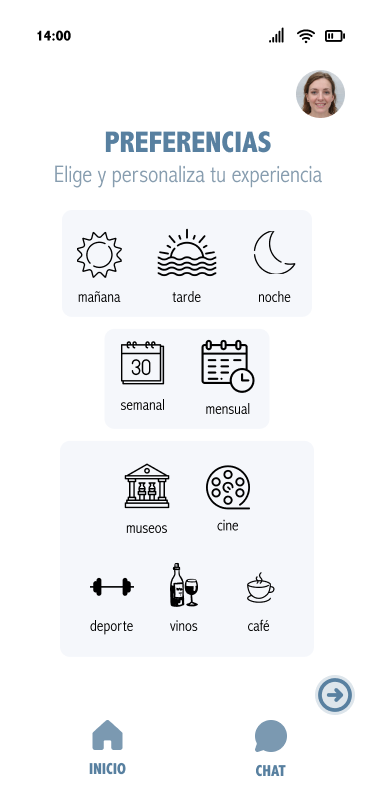 14:00
PREFERENCIAS
Elige y personaliza tu experiencia
mañana tarde noche
30
semanal mensual
museos cine
deporte vinos café
INICIO CHAT